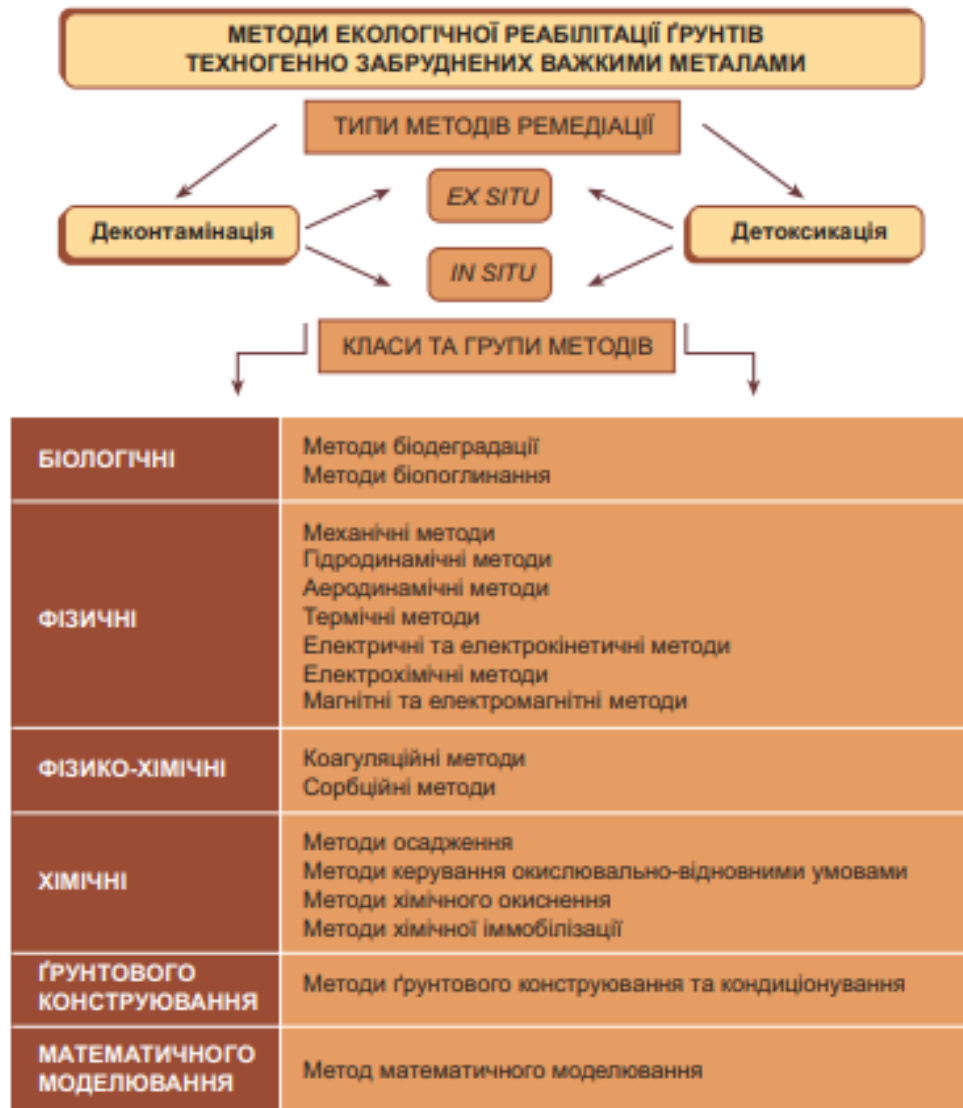 МЕТОДИ ЕКОЛОГІЧНОЇ РЕАБІЛІТАЦІЇ ҐРУНТІВ
ТЕХНОГЕННО ЗАБРУДНЕНИХ ВАЖКИМИ МЕТАЛАМИ
ТИПИ МЕТОДІВ РЕМЕДІАЦІЇ
EX SITU
Деконтамінація
Детоксикація
IN SITU
КЛАСИ ТА ГРУПИ МЕТОДІВ
БІОЛОГІЧНІ
Методи біодеградації
Методи біопоглинання
ФІЗИЧНІ
Механічні методи
Гідродинамічні методи
Аеродинамічні методи
Термічні методи
Електричні та електрокінетичні методи
Електрохімічні методи
Магнітні та електромагнітні методи
ФІЗИКО-ХІМІЧНІ
Коагуляційні методи
Сорбційні методи
ХІМІЧНІ
Методи осадження
Методи керування окислювально-відновними умовами
Методи хімічного окиснення
Методи хімічної іммобілізації
ҐРУНТОВОГО
КОНСТРУЮВАННЯ
Методи ґрунтового конструювання та кондиціонування
МАТЕМАТИЧНОГО
МОДЕЛЮВАННЯ
Метод математичного моделювання